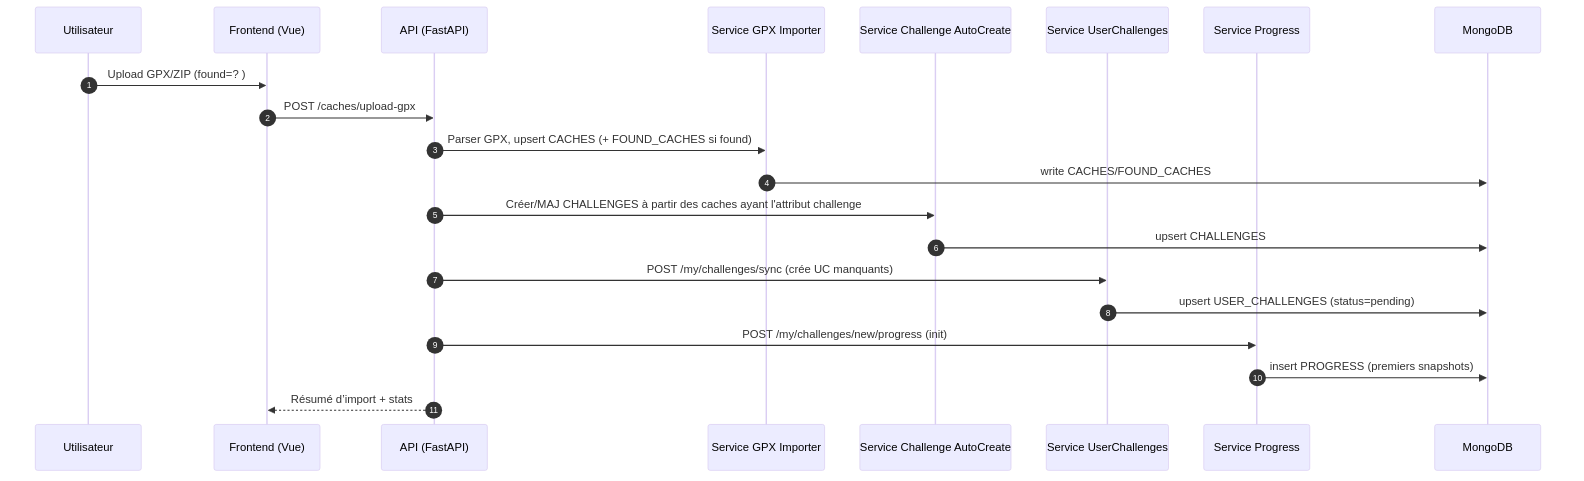 Utilisateur
Frontend (Vue)
API (FastAPI)
Service GPX Importer
Service Challenge AutoCreate
Service UserChallenges
Service Progress
MongoDB
1 Upload GPX/ZIP (found=? )
2 POST /caches/upload-gpx
3 Parser GPX, upsert CACHES (+ FOUND_CACHES si found)
4 write CACHES/FOUND_CACHES
5 Créer/MAJ CHALLENGES à partir des caches ayant l'attribut challenge
6 upsert CHALLENGES
7 POST /my/challenges/sync (crée UC manquants)
8 upsert USER_CHALLENGES (status=pending)
9 POST /my/challenges/new/progress (init)
10 insert PROGRESS (premiers snapshots)
Résumé d’import + stats 11
Utilisateur
Frontend (Vue)
API (FastAPI)
Service GPX Importer
Service Challenge AutoCreate
Service UserChallenges
Service Progress
MongoDB